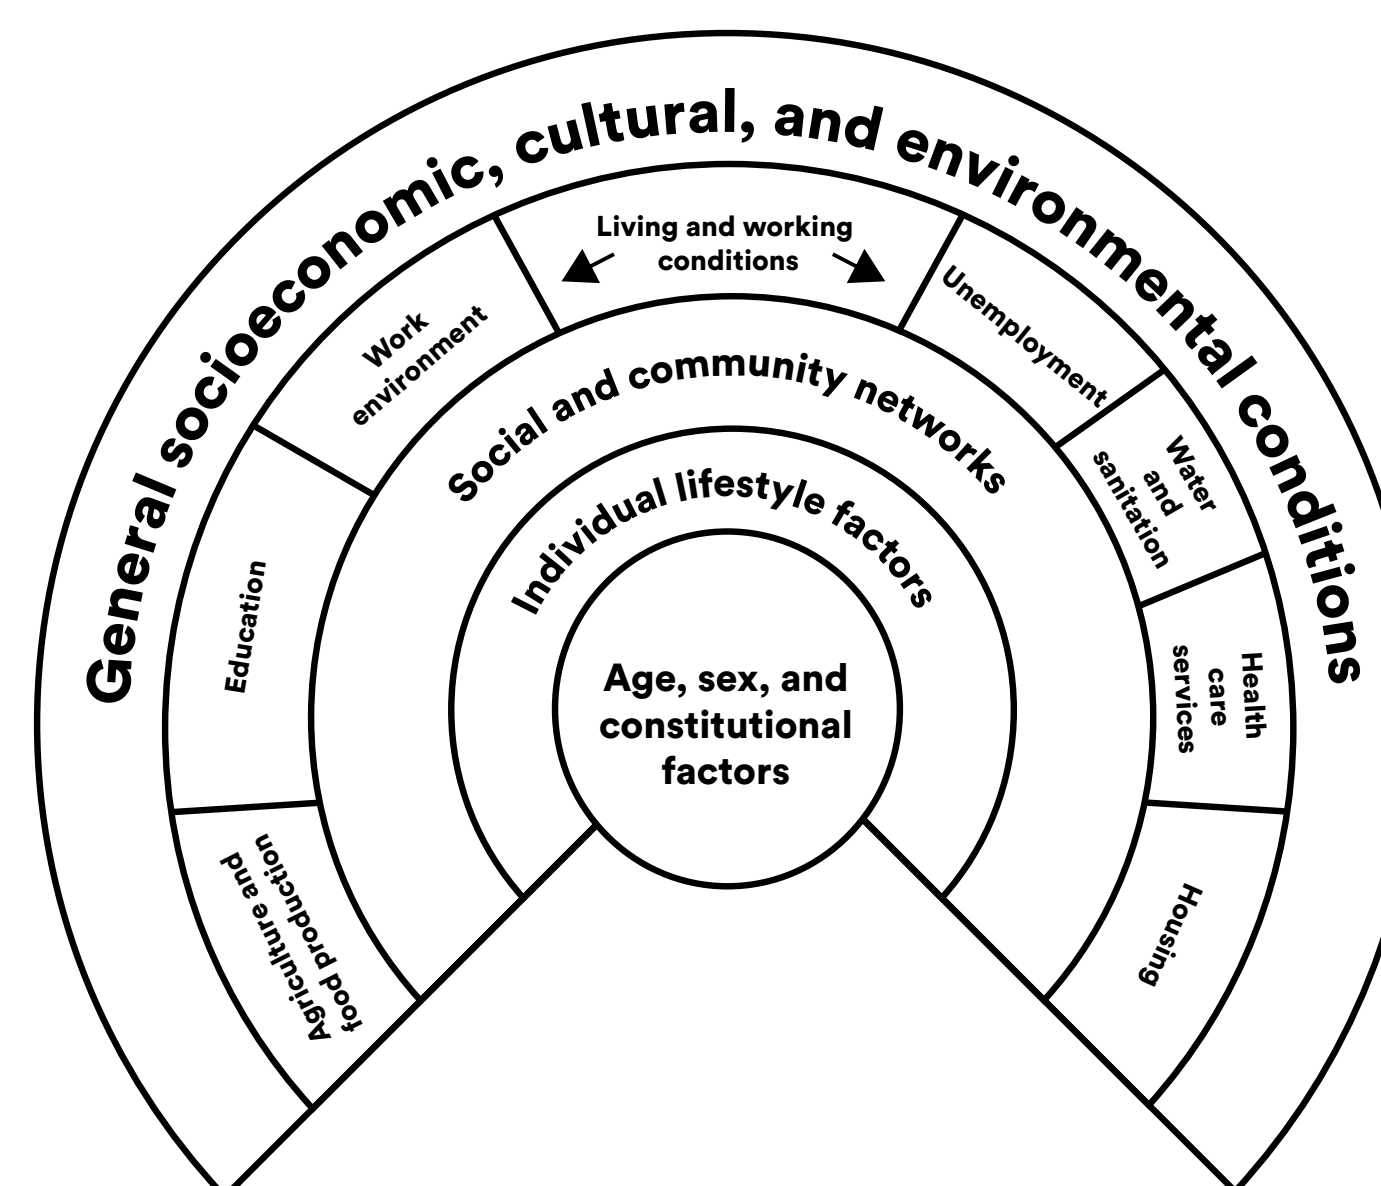 General socioeconomic, cultural, and environmental conditions
Living and working
conditions
Agriculture and
food production
Education
Work
environment
Unemployment
Water
and
sanitation
Health
care
services
Housing
Social and community networks
Individual lifestyle factors
Age, sex, and
constitutional
factors